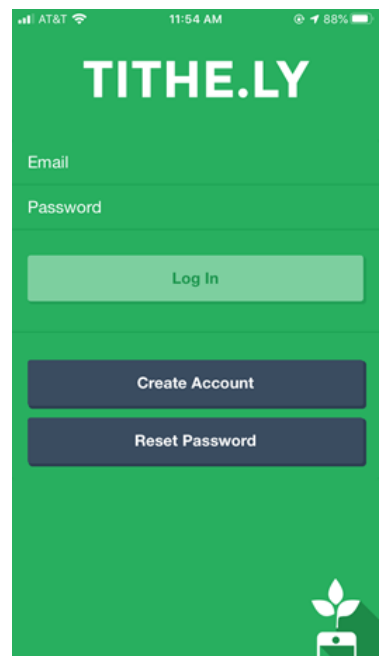 AT&T 11:54 AM 88%
TITHE.LY
Email
Password
Log In
Create Account
Reset Password